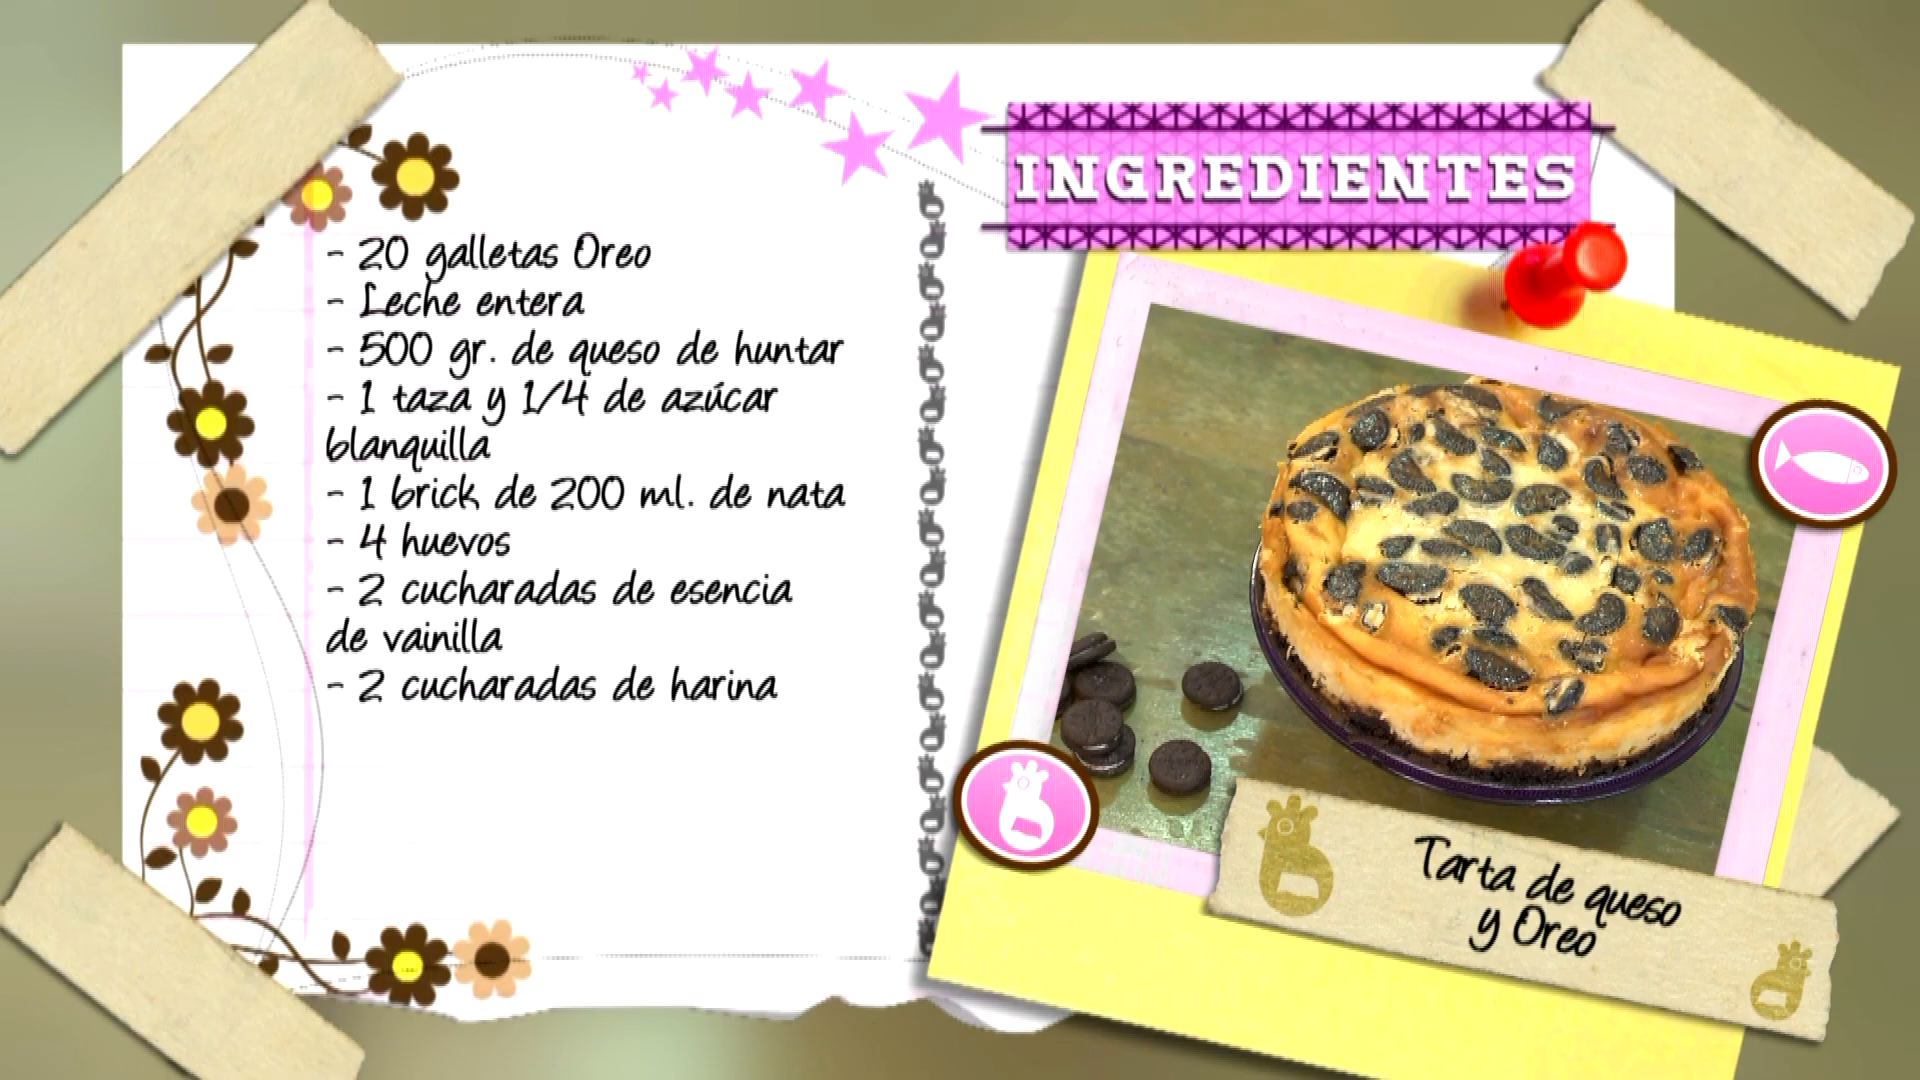 INGREDIENTES
- 20 galletas Oreo
- Leche entera
- 500 gr. de queso de huntar
- 1 taza y 1/4 de azúcar
blanquilla
- 1 brick de 200 ml. de nata
- 4 huevos
- 2 cucharadas de esencia
de vainilla
- 2 cucharadas de harina
Tarta de queso
y Oreo